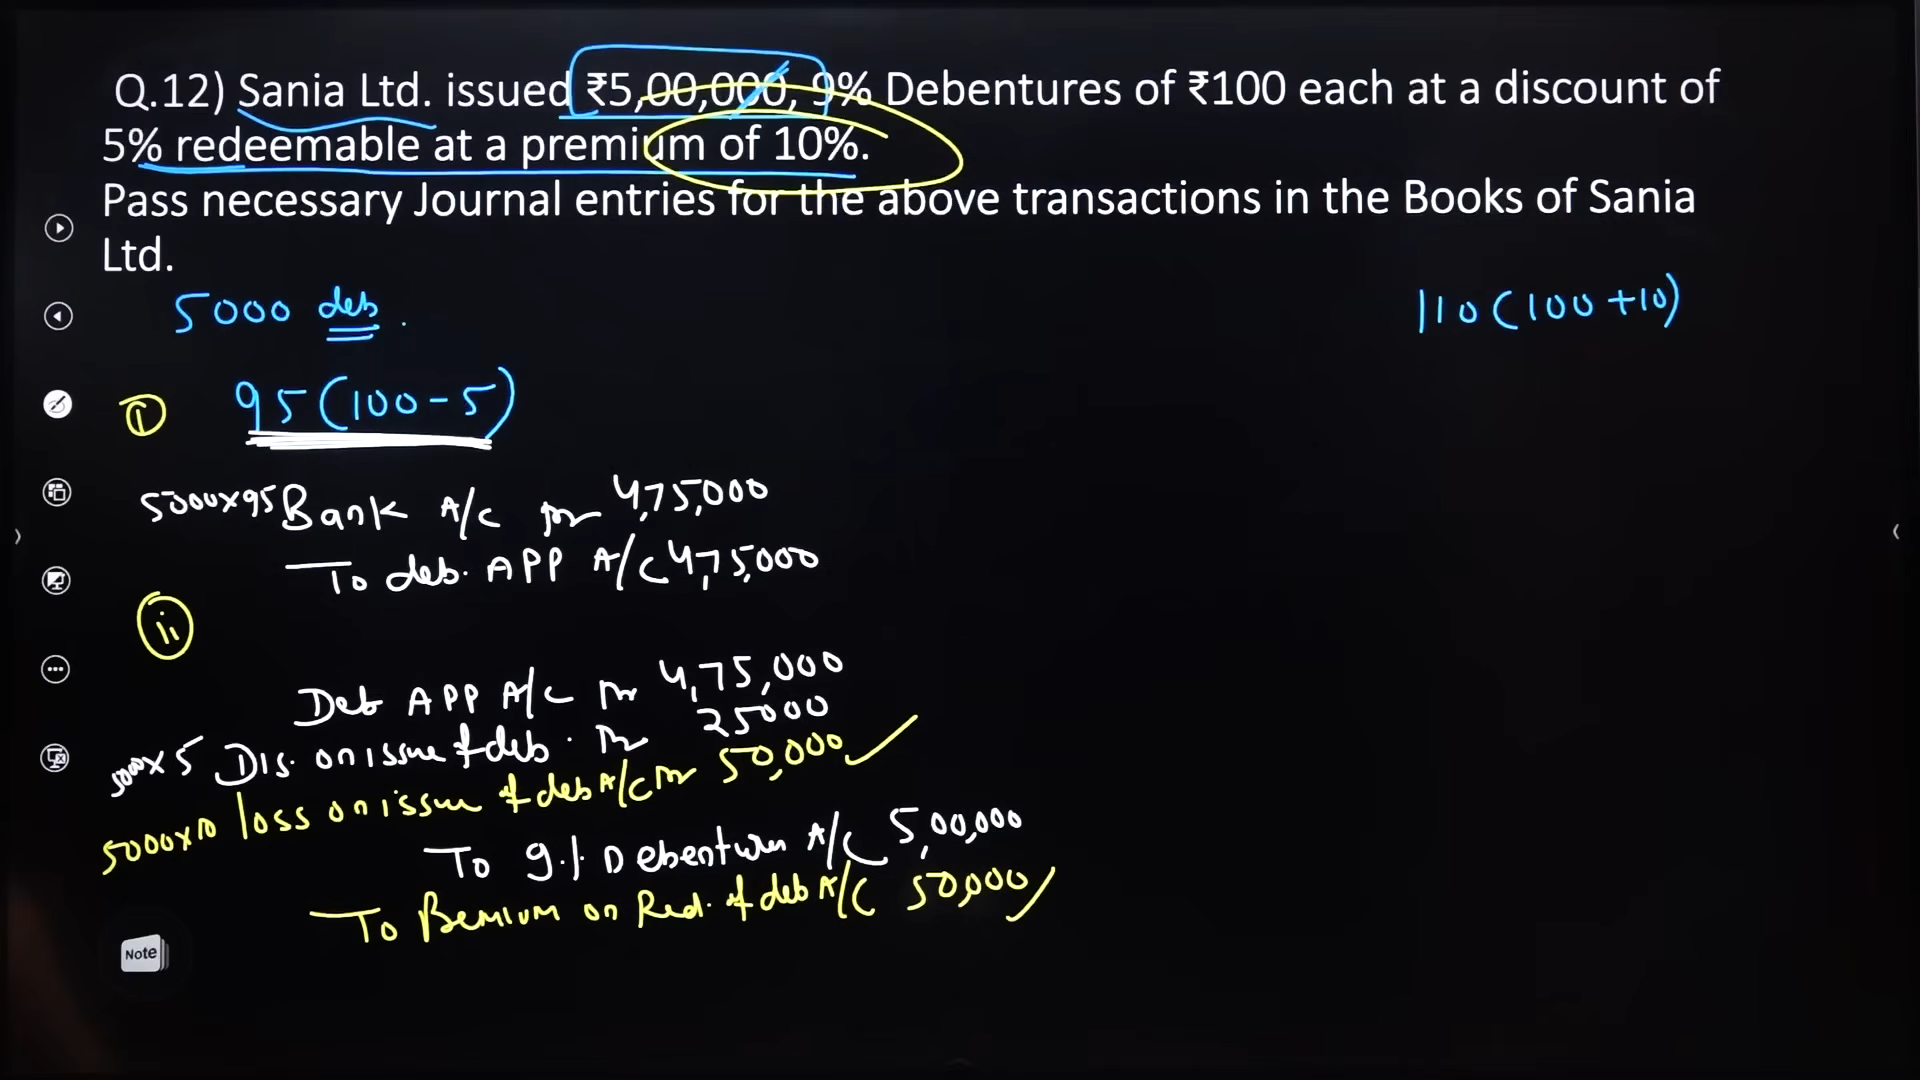 Q.12) Sania Ltd. issued ₹5,00,000, 9% Debentures of ₹100 each at a discount of
5% redeemable at a premium of 10%.
Pass necessary Journal entries for the above transactions in the Books of Sania
Ltd.
5000 deb.
110 (100 +10)
i 95 (100 - 5)
5000x95 Bank A/C Dr 4,75,000
To deb. APP A/C 4,75,000
ii
Deb APP A/C Dr 4,75,000
5000x5 Dis. on issue of deb. Dr 25000
5000x10 loss on issue of deb A/C Dr 50,000
To 9% Debentures A/C 5,00,000
To Premium on Red. of deb A/C 50,000
Note